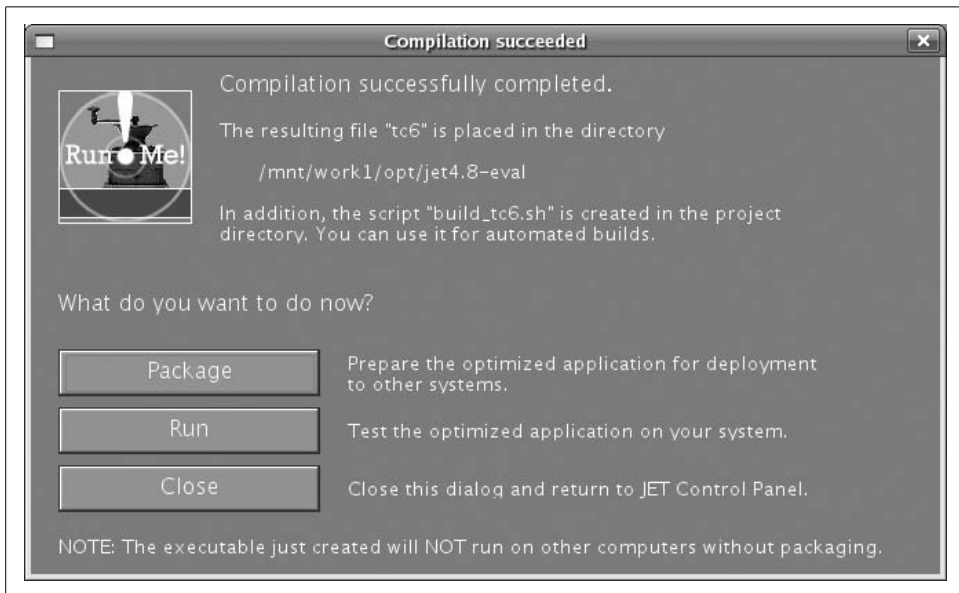 Compilation succeeded
Run Me!
Compilation successfully completed.
The resulting file "tc6" is placed in the directory
/mnt/work1/opt/jet4.8-eval
In addition, the script "build_tc6.sh" is created in the project
directory. You can use it for automated builds.
What do you want to do now?
Package
Prepare the optimized application for deployment
to other systems.
Run
Test the optimized application on your system.
Close
Close this dialog and return to JET Control Panel.
NOTE: The executable just created will NOT run on other computers without packaging.